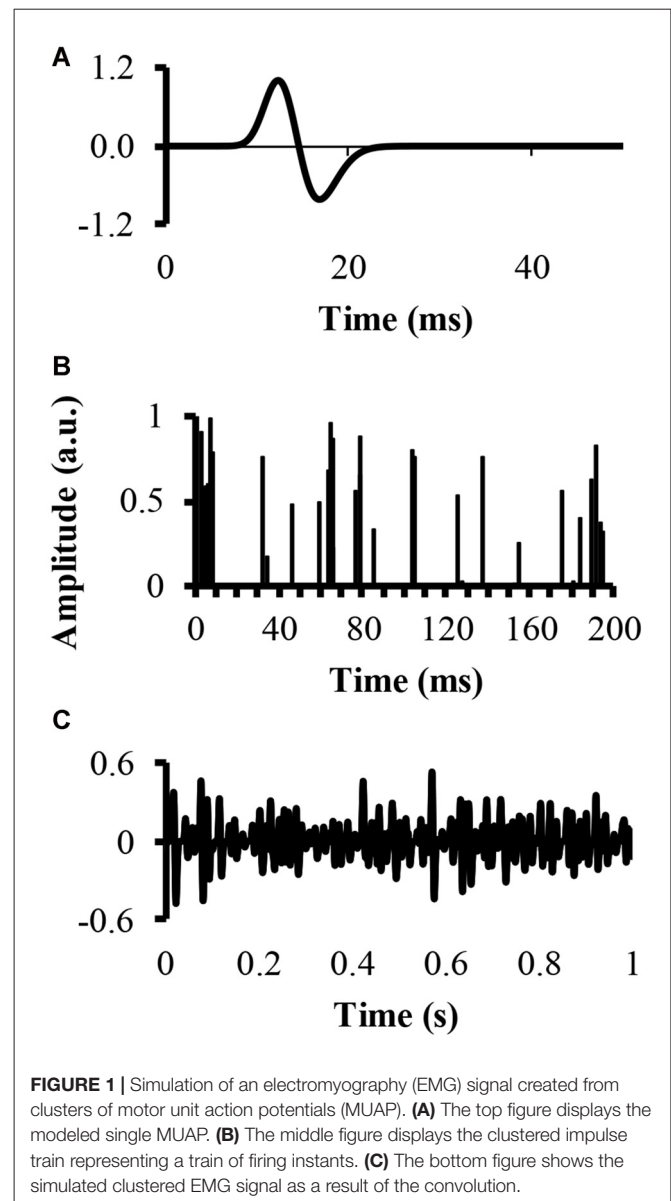 A
1.2
0.0
-1.2
0 20 40
Time (ms)
B
Amplitude (a.u.)
1
0.5
0
0 40 80 120 160 200
Time (ms)
C
0.6
0
-0.6
0 0.2 0.4 0.6 0.8 1
Time (s)
FIGURE 1 | Simulation of an electromyography (EMG) signal created from
clusters of motor unit action potentials (MUAP). (A) The top figure displays the
modeled single MUAP. (B) The middle figure displays the clustered impulse
train representing a train of firing instants. (C) The bottom figure shows the
simulated clustered EMG signal as a result of the convolution.